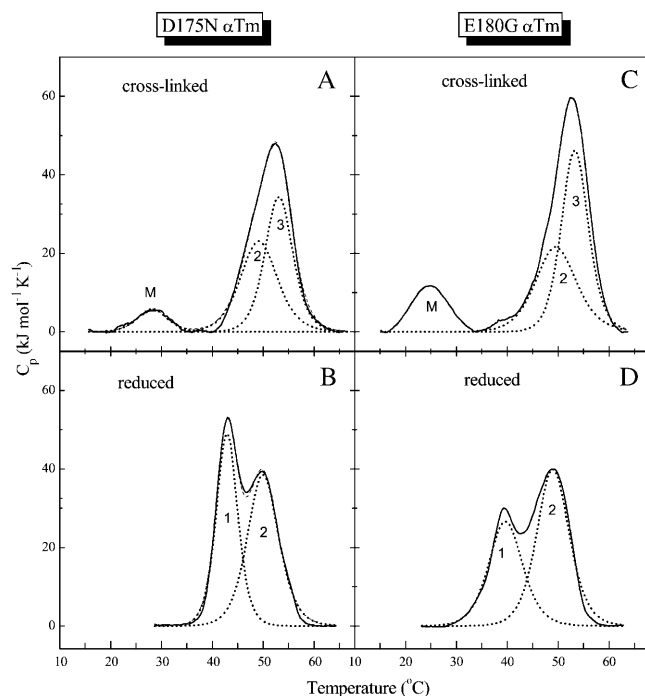 D175N αTm
E180G αTm
A
cross-linked
C
cross-linked
60
40
20
0
M
2
3
M
2
3
B
reduced
D
reduced
60
40
20
0
1
2
1
2
C_p (kJ mol⁻¹ K⁻¹)
10 20 30 40 50 60 10 20 30 40 50 60
Temperature (°C)